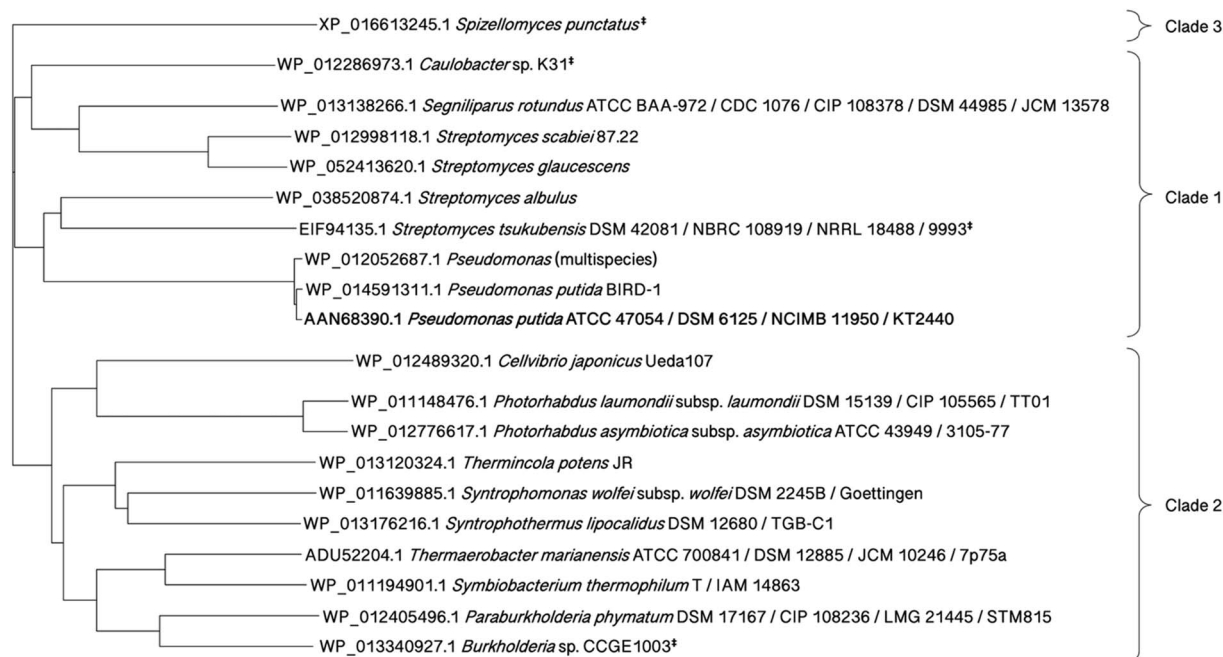 XP_016613245.1 Spizellomyces punctatus‡
Clade 3
WP_012286973.1 Caulobacter sp. K31‡
WP_013138266.1 Segniliparus rotundus ATCC BAA-972 / CDC 1076 / CIP 108378 / DSM 44985 / JCM 13578
WP_012998118.1 Streptomyces scabiei 87.22
WP_052413620.1 Streptomyces glaucescens
WP_038520874.1 Streptomyces albulus
Clade 1
EIF94135.1 Streptomyces tsukubensis DSM 42081 / NBRC 108919 / NRRL 18488 / 9993‡
WP_012052687.1 Pseudomonas (multispecies)
WP_014591311.1 Pseudomonas putida BIRD-1
AAN68390.1 Pseudomonas putida ATCC 47054 / DSM 6125 / NCIMB 11950 / KT2440
WP_012489320.1 Cellvibrio japonicus Ueda107
WP_011148476.1 Photorhabdus laumondii subsp. laumondii DSM 15139 / CIP 105565 / TT01
WP_012776617.1 Photorhabdus asymbiotica subsp. asymbiotica ATCC 43949 / 3105-77
WP_013120324.1 Thermincola potens JR
WP_011639885.1 Syntrophomonas wolfei subsp. wolfei DSM 2245B / Goettingen
Clade 2
WP_013176216.1 Syntrophothermus lipocalidus DSM 12680 / TGB-C1
ADU52204.1 Thermaerobacter marianensis ATCC 700841 / DSM 12885 / JCM 10246 / 7p75a
WP_011194901.1 Symbiobacterium thermophilum T / IAM 14863
WP_012405496.1 Paraburkholderia phymatum DSM 17167 / CIP 108236 / LMG 21445 / STM815
WP_013340927.1 Burkholderia sp. CCGE1003‡